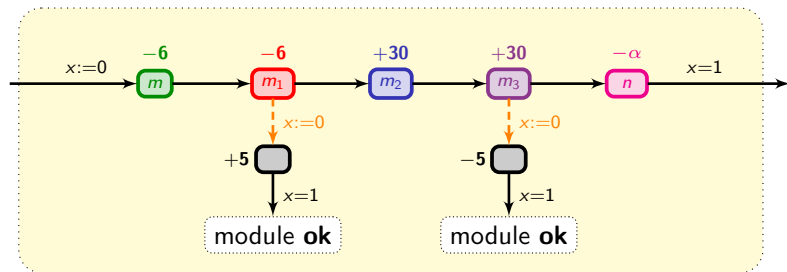 −6 −6 +30 +30 −α
x:=0 m m₁ m₂ m₃ n x=1
x:=0 x:=0
+5 −5
x=1 x=1
module ok module ok